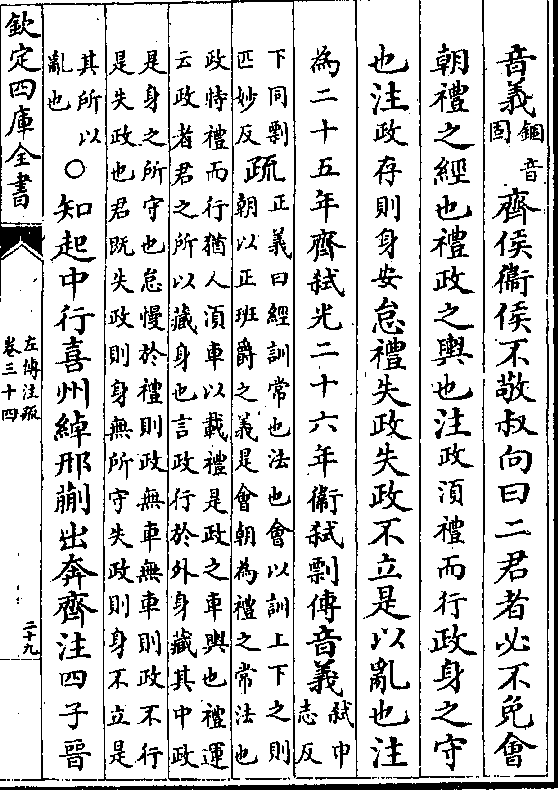 音義錮音固齊侯衞侯不敬叔向曰二君者必不免會
朝禮之經也禮政之輿也注政湏禮而行政身之守
也注政存則身安怠禮失政失政不立是以亂也注
為二十五年齊弑光二十六年衞弑剽傳音義弑申志反
下同剽匹妙反疏正義曰經訓常也法也會以訓上下之則朝以正班爵之義是會朝為禮之常法也
政恃禮而行猶人湏車以載禮是政之車輿也禮運
云政者君之所以藏身也言政行於外身藏其中政
是身之所守也怠慢於禮則政無車無車則政不行
是失政也君既失政則身無所守失政則身不立是
其所以亂也○知起中行喜州綽邢蒯出奔齊注四子晉
欽定四庫全書
左傳注疏
卷三十四
二十九